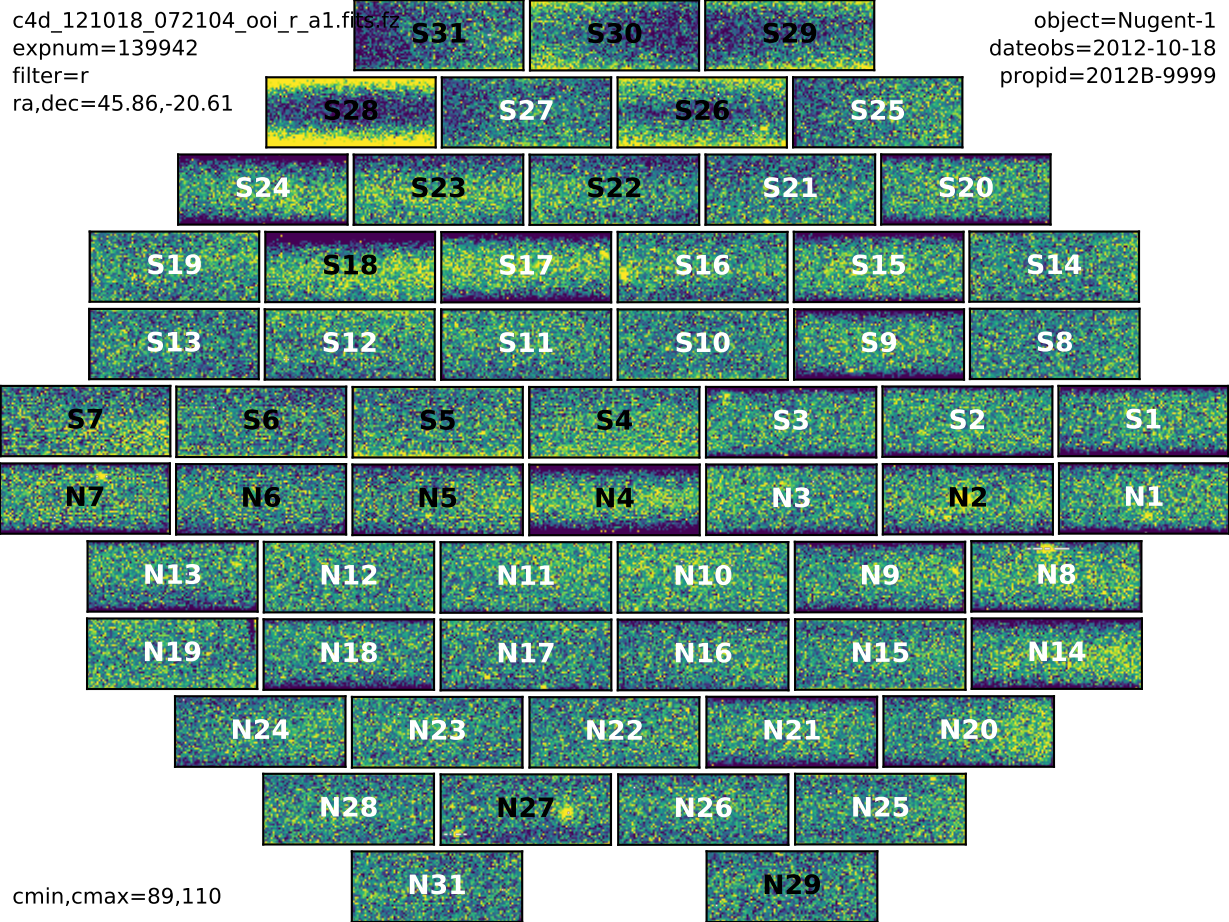 c4d_121018_072104_ooi_r_a1.fits.fz
expnum=139942
filter=r
ra,dec=45.86,-20.61
object=Nugent-1
dateobs=2012-10-18
propid=2012B-9999
S31 S30 S29
S28 S27 S26 S25
S24 S23 S22 S21 S20
S19 S18 S17 S16 S15 S14
S13 S12 S11 S10 S9 S8
S7 S6 S5 S4 S3 S2 S1
N7 N6 N5 N4 N3 N2 N1
N13 N12 N11 N10 N9 N8
N19 N18 N17 N16 N15 N14
N24 N23 N22 N21 N20
N28 N27 N26 N25
N31 N29
cmin,cmax=89,110